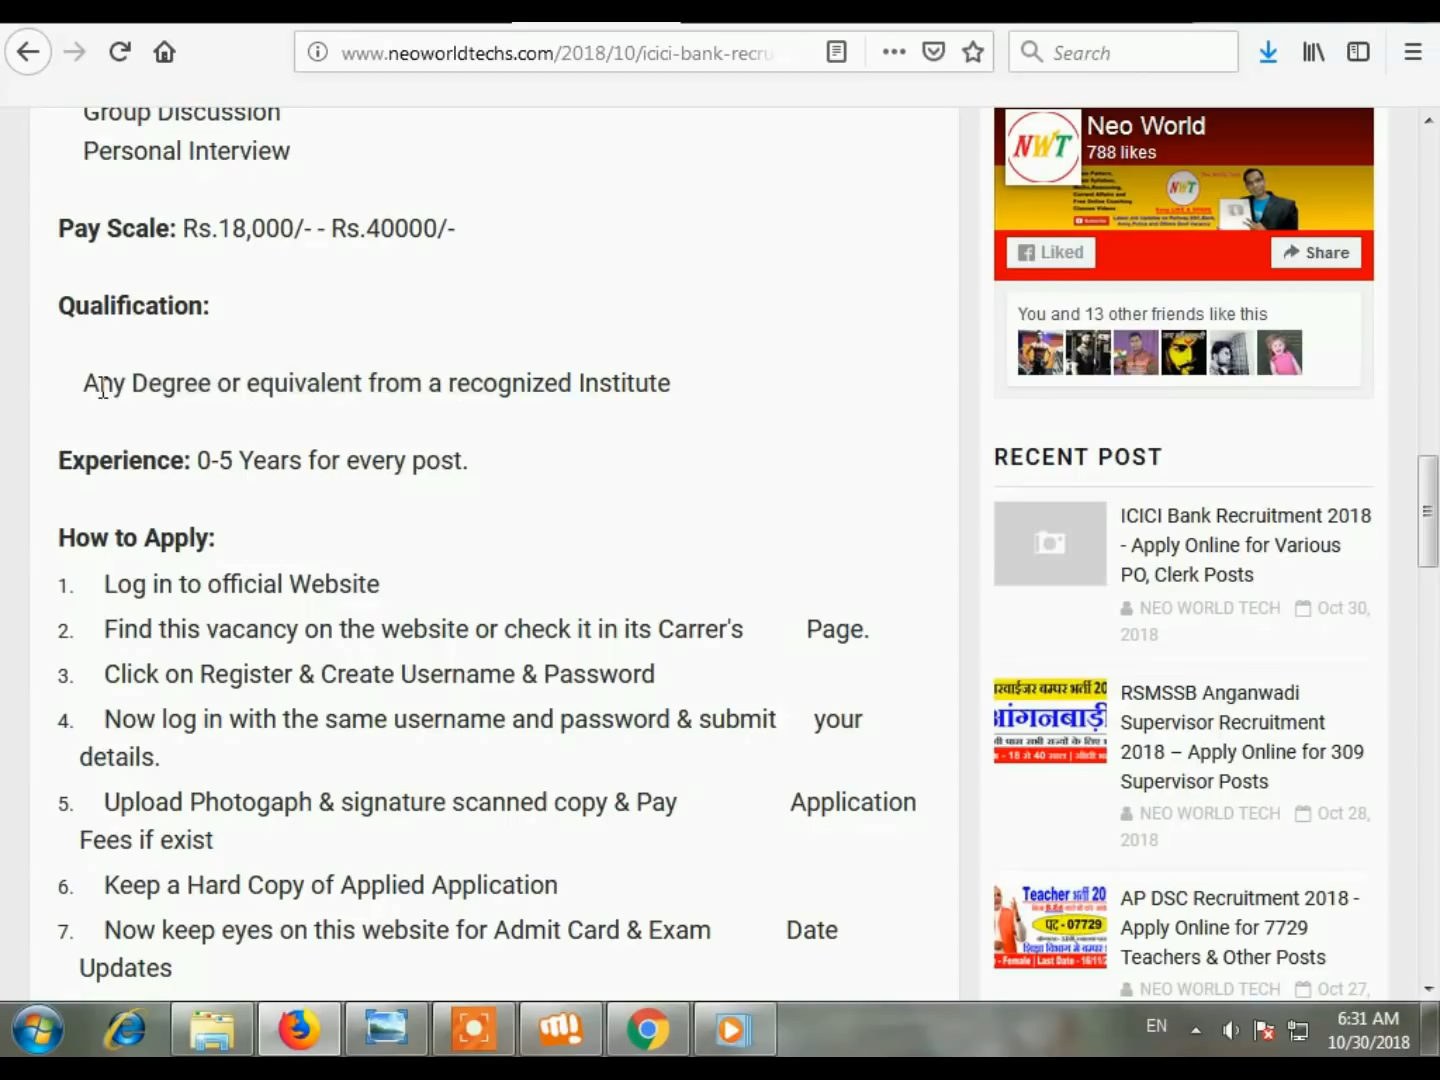 www.neoworldtechs.com/2018/10/icici-bank-recru
Search
Group Discussion
Personal Interview
Pay Scale: Rs.18,000/- - Rs.40000/-
Qualification:
Any Degree or equivalent from a recognized Institute
Experience: 0-5 Years for every post.
How to Apply:
1. Log in to official Website
2. Find this vacancy on the website or check it in its Carrer's Page.
3. Click on Register & Create Username & Password
4. Now log in with the same username and password & submit your
details.
5. Upload Photogaph & signature scanned copy & Pay Application
Fees if exist
6. Keep a Hard Copy of Applied Application
7. Now keep eyes on this website for Admit Card & Exam Date
Updates
NWT
Neo World
788 likes
NWT
Liked
Share
You and 13 other friends like this
RECENT POST
ICICI Bank Recruitment 2018
- Apply Online for Various
PO, Clerk Posts
NEO WORLD TECH Oct 30,
2018
आंगनबाड़ी
RSMSSB Anganwadi
Supervisor Recruitment
2018 – Apply Online for 309
Supervisor Posts
NEO WORLD TECH Oct 28,
2018
Teacher भर्ती 20
पद - 07729
AP DSC Recruitment 2018 -
Apply Online for 7729
Teachers & Other Posts
NEO WORLD TECH Oct 27,
EN
6:31 AM
10/30/2018